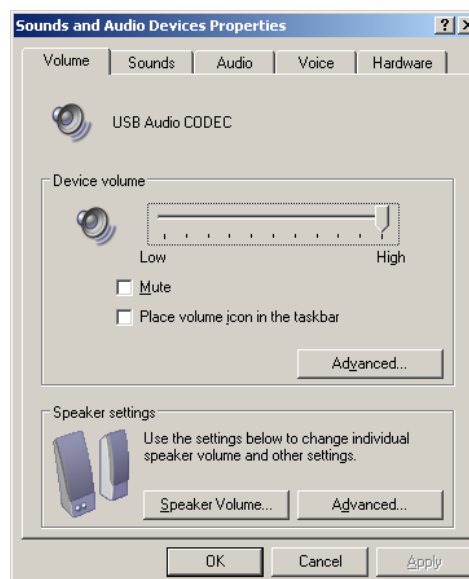 Sounds and Audio Devices Properties
Volume Sounds Audio Voice Hardware
USB Audio CODEC
Device volume
Low High
Mute
Place volume icon in the taskbar
Advanced...
Speaker settings
Use the settings below to change individual
speaker volume and other settings.
Speaker Volume... Advanced...
OK Cancel Apply